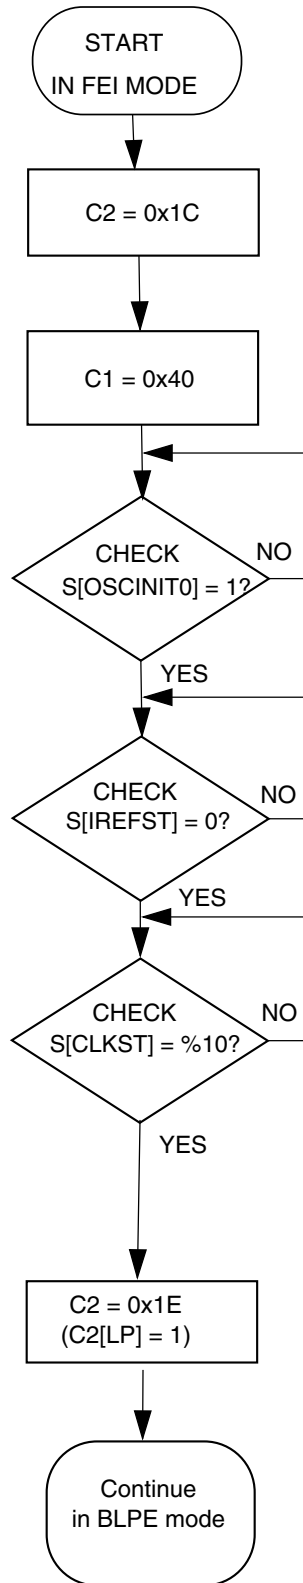 START
IN FEI MODE
C2 = 0x1C
C1 = 0x40
CHECK
S[OSCINIT0] = 1?
NO
YES
CHECK
S[IREFST] = 0?
NO
YES
CHECK
S[CLKST] = %10?
NO
YES
C2 = 0x1E
(C2[LP] = 1)
Continue
in BLPE mode